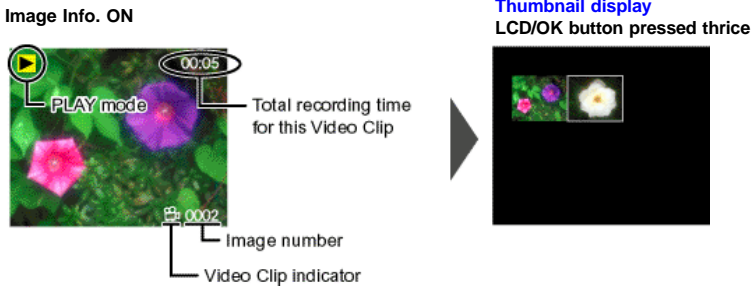 Image Info. ON
Thumbnail display
LCD/OK button pressed thrice
00:05
PLAY mode
Total recording time
for this Video Clip
0002
Image number
Video Clip indicator